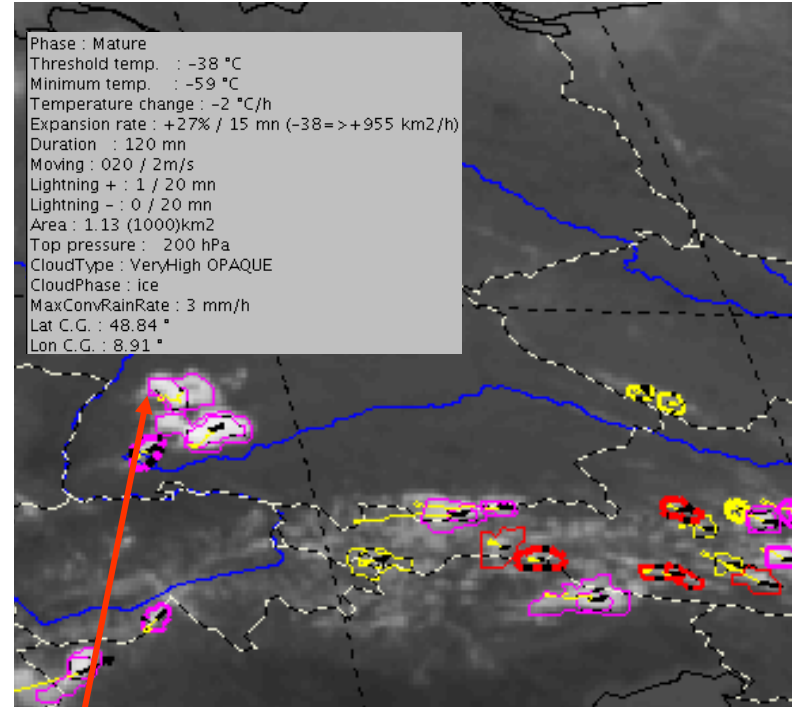 Phase : Mature
Threshold temp. : -38 °C
Minimum temp. : -59 °C
Temperature change : -2 °C/h
Expansion rate : +27% / 15 mn (-38=>+955 km2/h)
Duration : 120 mn
Moving : 020 / 2m/s
Lightning + : 1 / 20 mn
Lightning - : 0 / 20 mn
Area : 1.13 (1000)km2
Top pressure : 200 hPa
CloudType : VeryHigh OPAQUE
CloudPhase : ice
MaxConvRainRate : 3 mm/h
Lat C.G. : 48.84 °
Lon C.G. : 8.91 °